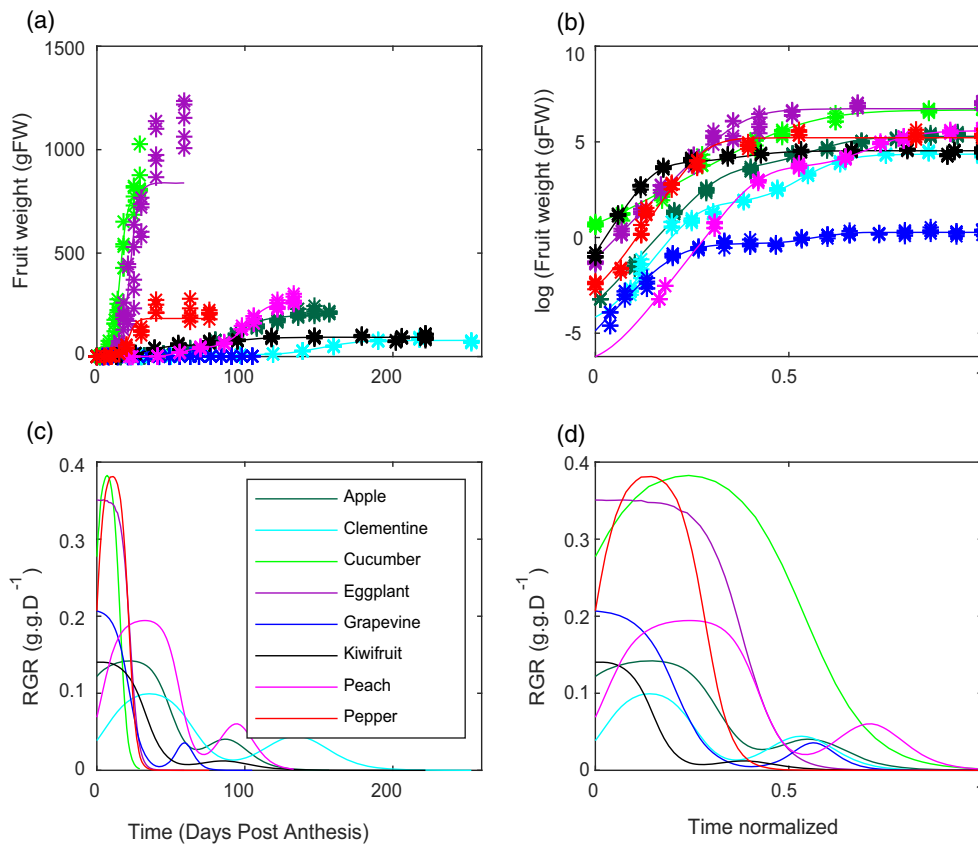 (a)
1500
1000
500
0
Fruit weight (gFW)
0
100
200
(b)
10
5
0
-5
log (Fruit weight (gFW))
0
0.5
1
(c)
0.4
0.3
0.2
0.1
0
RGR (g.g.D⁻¹)
0
100
200
Time (Days Post Anthesis)
Apple
Clementine
Cucumber
Eggplant
Grapevine
Kiwifruit
Peach
Pepper
(d)
0.4
0.3
0.2
0.1
0
RGR (g.g.D⁻¹)
0
0.5
1
Time normalized